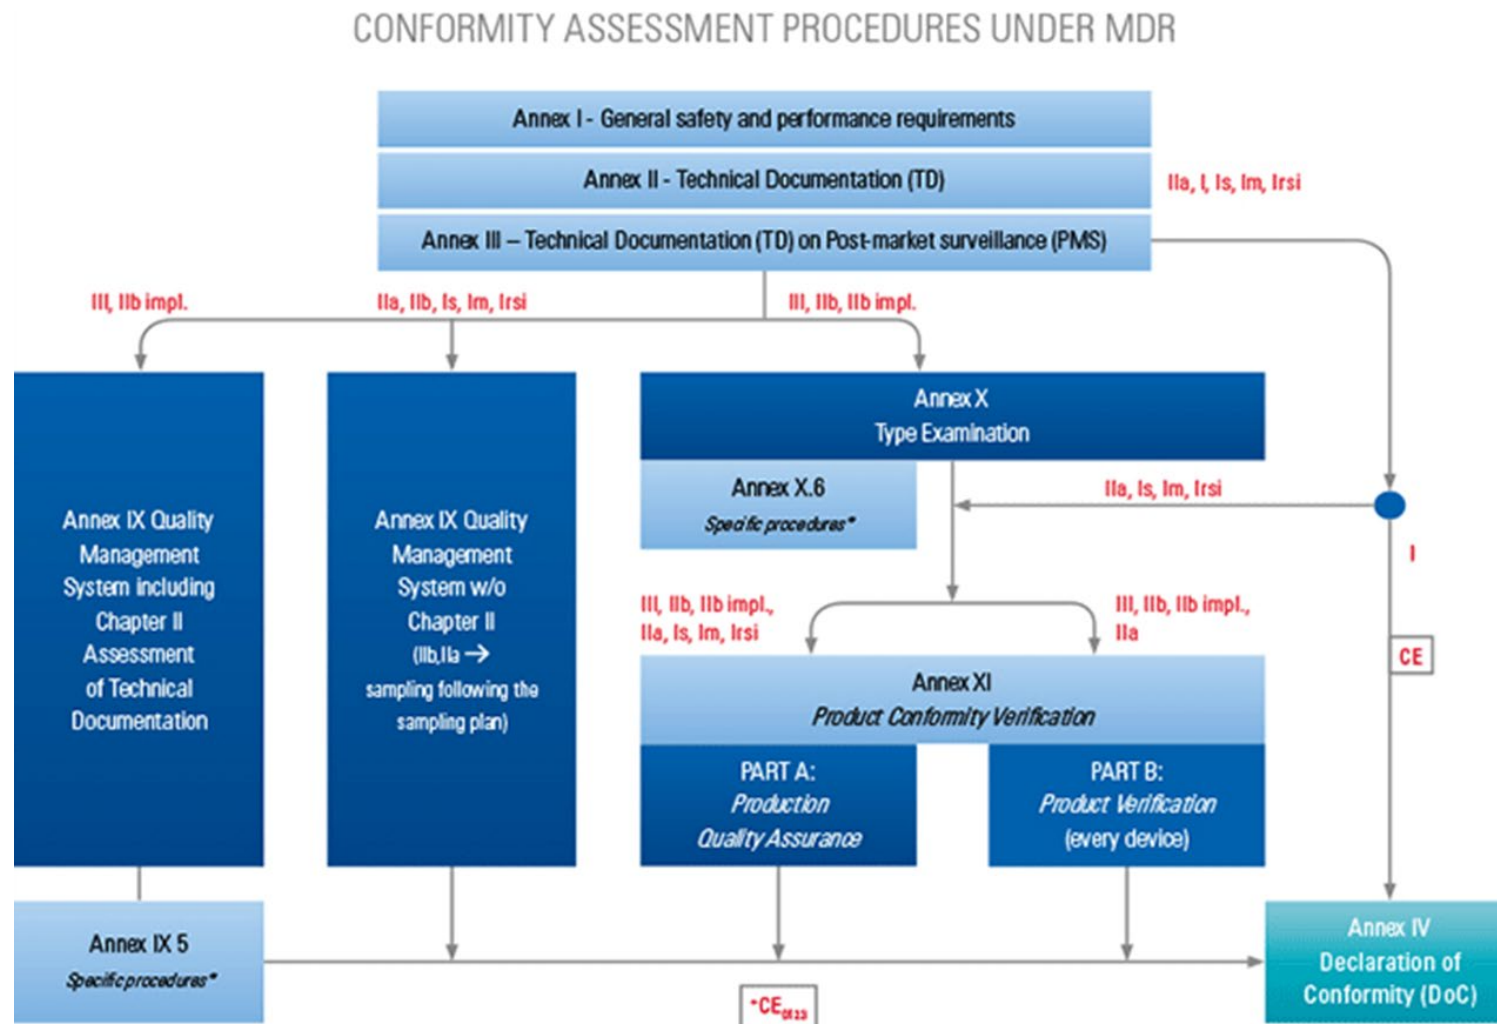 CONFORMITY ASSESSMENT PROCEDURES UNDER MDR
Annex I - General safety and performance requirements
Annex II - Technical Documentation (TD)
IIa, I, Is, Im, Irsi
Annex III – Technical Documentation (TD) on Post-market surveillance (PMS)
III, IIb impl.
IIa, IIb, Is, Im, Irsi
III, IIb, IIb impl.
Annex IX Quality
Management
System including
Chapter II
Assessment
of Technical
Documentation
Annex IX Quality
Management
System w/o
Chapter II
(IIb,IIa →
sampling following the
sampling plan)
Annex X
Type Examination
Annex X.6
Specific procedures*
IIa, Is, Im, Irsi
I
III, IIb, IIb impl.,
IIa, Is, Im, Irsi
III, IIb, IIb impl.,
IIa
CE
Annex XI
Product Conformity Verification
PART A:
Production
Quality Assurance
PART B:
Product Verification
(every device)
Annex IX 5
Specific procedures*
Annex IV
Declaration of
Conformity (DoC)
*CE0123